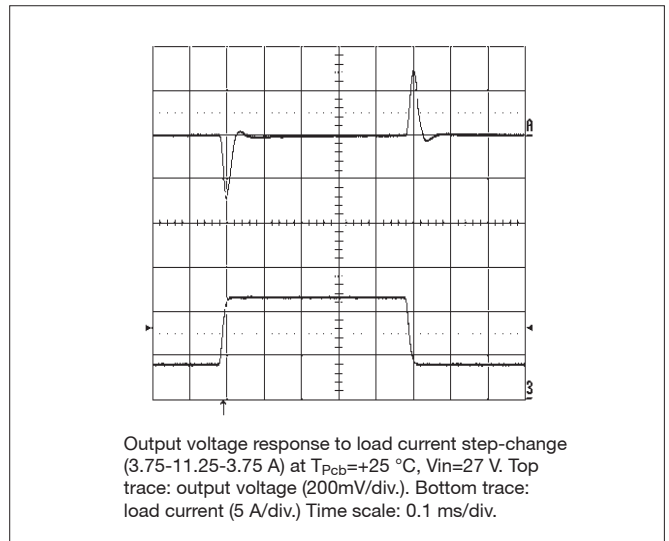 A
3
Output voltage response to load current step-change
(3.75-11.25-3.75 A) at TPcb=+25 °C, Vin=27 V. Top
trace: output voltage (200mV/div.). Bottom trace:
load current (5 A/div.) Time scale: 0.1 ms/div.